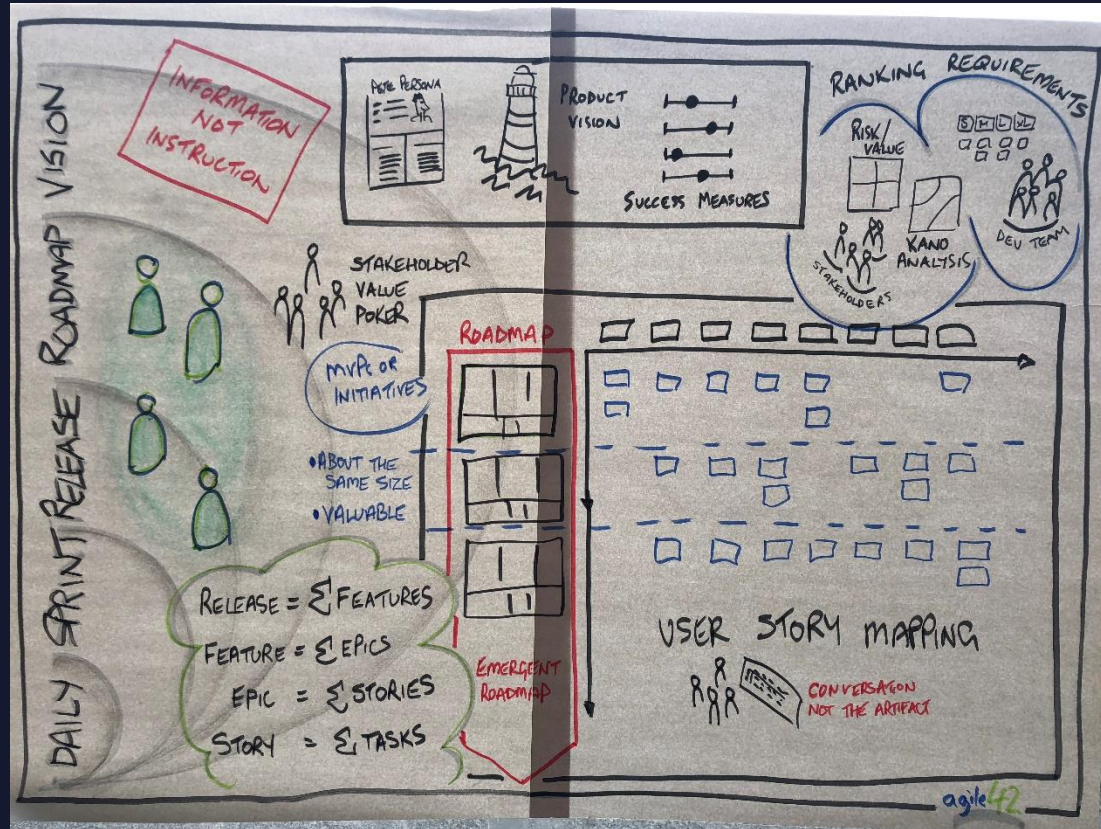 INFORMATION
NOT
INSTRUCTION
VISION
ROADMAP
RELEASE
SPRINT
DAILY
PERSONA
PRODUCT
VISION
SUCCESS MEASURES
RANKING REQUIREMENTS
RISK/
VALUE
S M L XL
KANO
ANALYSIS
STAKEHOLDERS
DEV TEAM
STAKEHOLDER
VALUE
POKER
MVPs OR
INITIATIVES
•ABOUT THE
SAME SIZE
•VALUABLE
RELEASE = Σ FEATURES
FEATURE = Σ EPICS
EPIC = Σ STORIES
STORY = Σ TASKS
ROADMAP
EMERGENT
ROADMAP
USER STORY MAPPING
CONVERSATION
NOT THE ARTIFACT
agile42